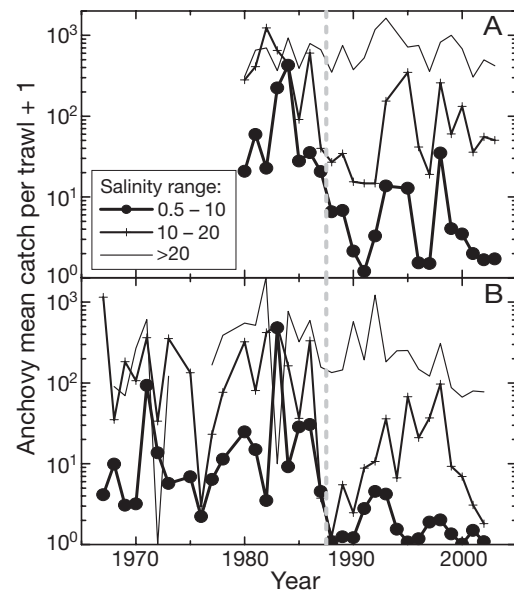 A
10³
10²
10¹
10⁰
Salinity range:
0.5 – 10
10 – 20
>20
Anchovy mean catch per trawl + 1
B
10³
10²
10¹
10⁰
1970 1980 1990 2000
Year